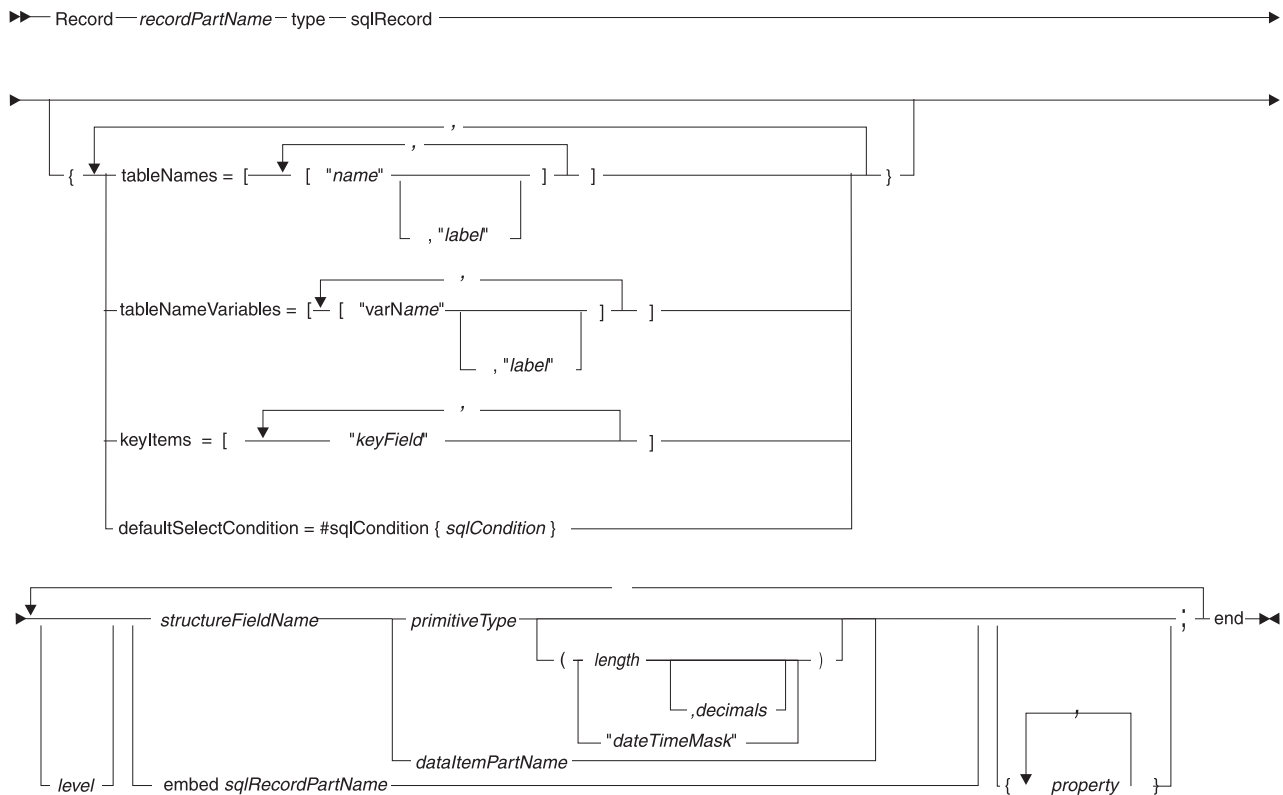 Record recordPartName type sqlRecord
,
,
{ tableNames = [ [ "name" ] ] }
, "label"
,
tableNameVariables = [ [ "varName" ] ]
, "label"
,
keyItems = [ "keyField" ]
defaultSelectCondition = #sqlCondition { sqlCondition }
structureFieldName primitiveType ; end
( length )
,decimals
,
"dateTimeMask"
dataItemPartName
level embed sqlRecordPartName { property }